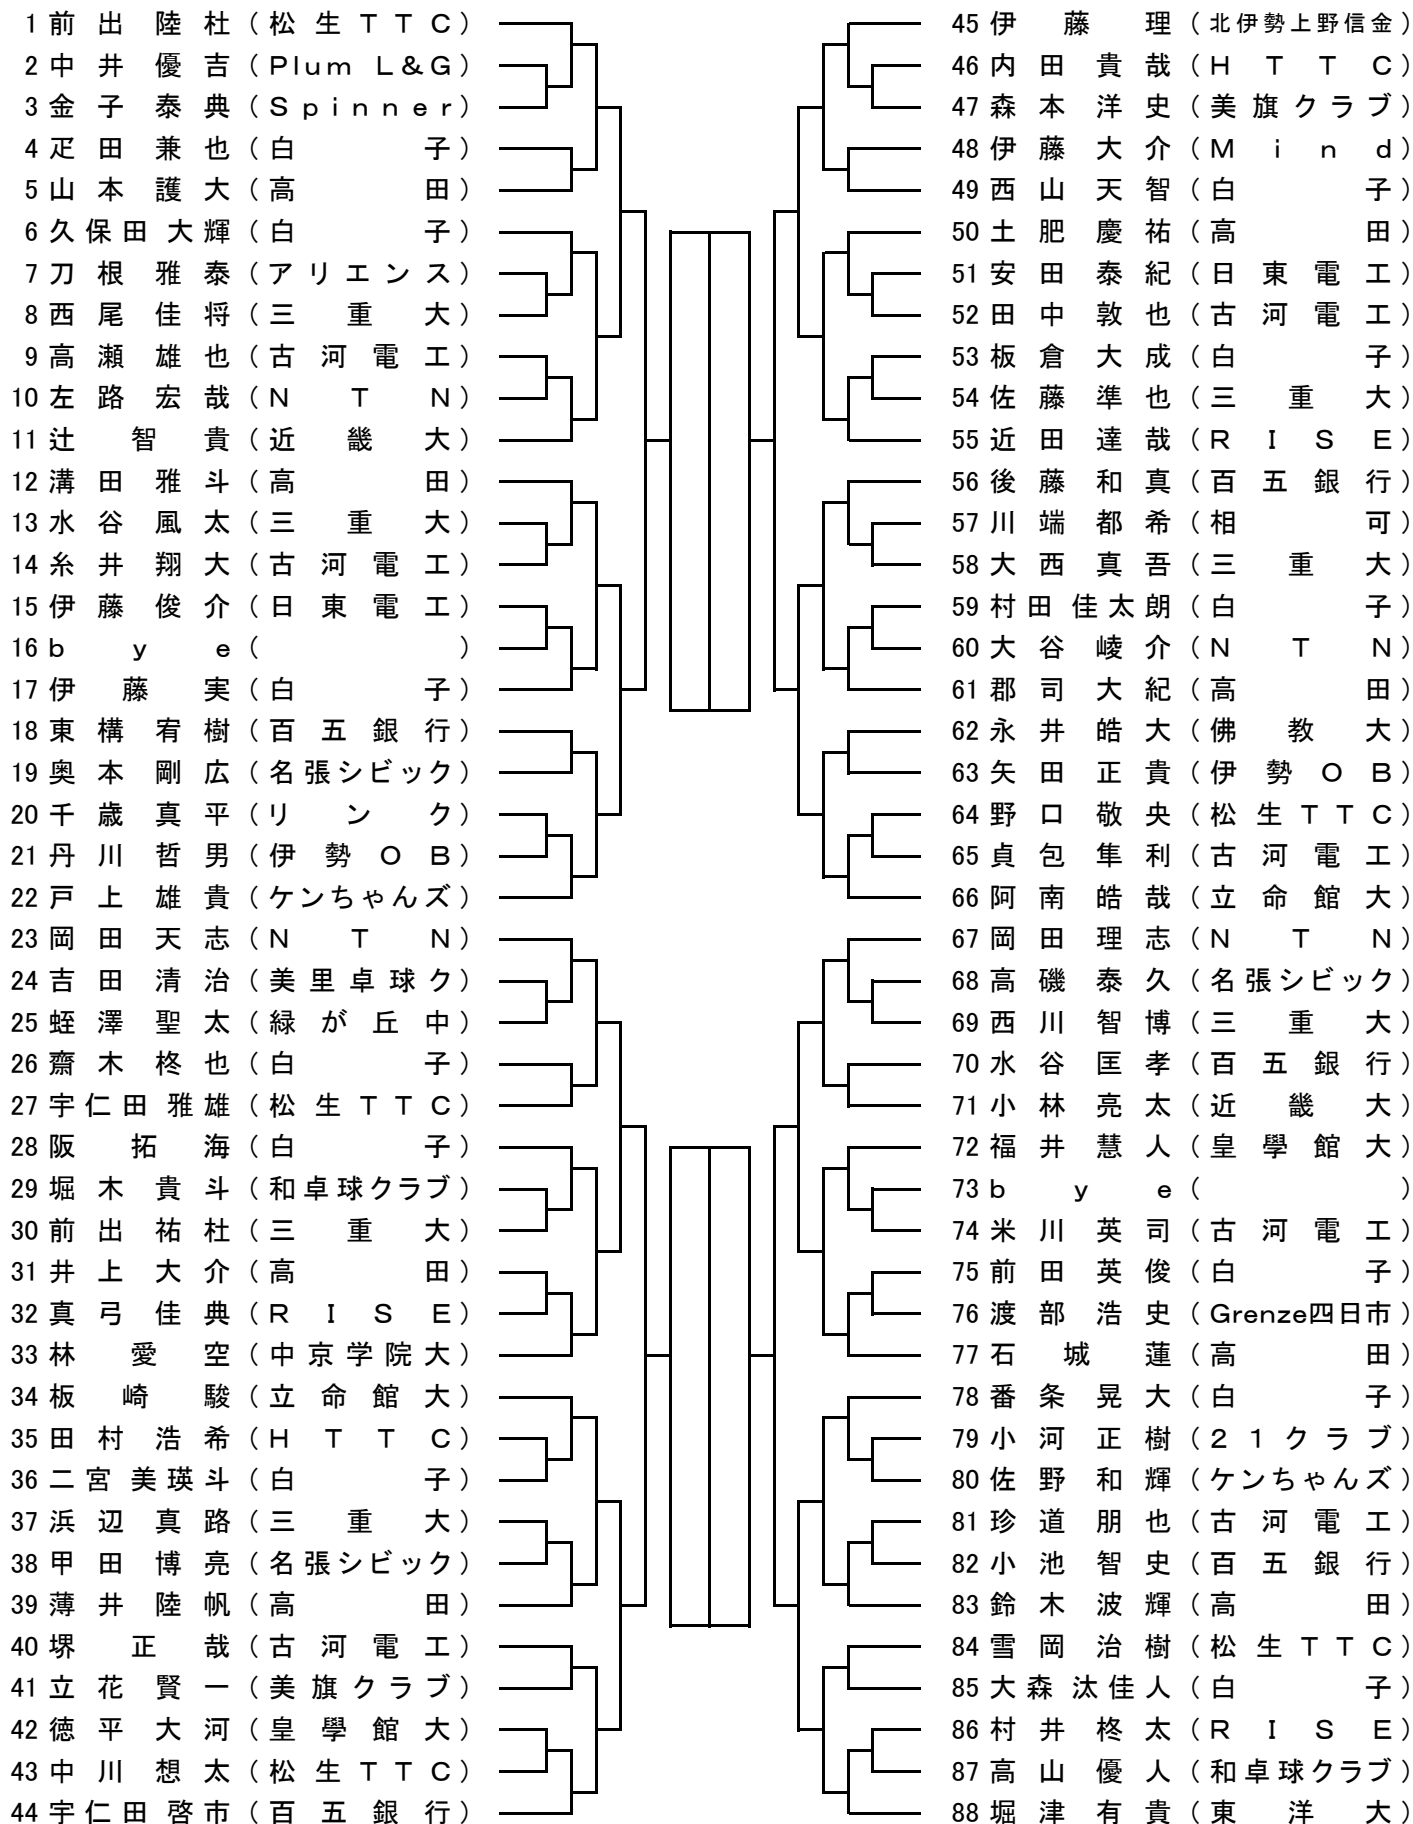 1 前出陸杜（松生ＴＴＣ）
2 中井優吉（Plum L&G）
3 金子泰典（Spinner）
4 疋田兼也（白子）
5 山本護大（高田）
6 久保田大輝（白子）
7 刀根雅泰（アリエンス）
8 西尾佳将（三重大）
9 高瀬雄也（古河電工）
10 左路宏哉（ＮＴＮ）
11 辻智貴（近畿大）
12 溝田雅斗（高田）
13 水谷風太（三重大）
14 糸井翔大（古河電工）
15 伊藤俊介（日東電工）
16 ｂｙｅ（ ）
17 伊藤実（白子）
18 東構宥樹（百五銀行）
19 奥本剛広（名張シビック）
20 千歳真平（リンク）
21 丹川哲男（伊勢ＯＢ）
22 戸上雄貴（ケンちゃんズ）
23 岡田天志（ＮＴＮ）
24 吉田清治（美里卓球ク）
25 蛭澤聖太（緑が丘中）
26 齋木柊也（白子）
27 宇仁田雅雄（松生ＴＴＣ）
28 阪拓海（白子）
29 堀木貴斗（和卓球クラブ）
30 前出祐杜（三重大）
31 井上大介（高田）
32 真弓佳典（ＲＩＳＥ）
33 林愛空（中京学院大）
34 板崎駿（立命館大）
35 田村浩希（ＨＴＴＣ）
36 二宮美瑛斗（白子）
37 浜辺真路（三重大）
38 甲田博亮（名張シビック）
39 薄井陸帆（高田）
40 堺正哉（古河電工）
41 立花賢一（美旗クラブ）
42 徳平大河（皇學館大）
43 中川想太（松生ＴＴＣ）
44 宇仁田啓市（百五銀行）
45 伊藤理（北伊勢上野信金）
46 内田貴哉（ＨＴＴＣ）
47 森本洋史（美旗クラブ）
48 伊藤大介（Ｍｉｎｄ）
49 西山天智（白子）
50 土肥慶祐（高田）
51 安田泰紀（日東電工）
52 田中敦也（古河電工）
53 板倉大成（白子）
54 佐藤準也（三重大）
55 近田達哉（ＲＩＳＥ）
56 後藤和真（百五銀行）
57 川端都希（相可）
58 大西真吾（三重大）
59 村田佳太朗（白子）
60 大谷崚介（ＮＴＮ）
61 郡司大紀（高田）
62 永井皓大（佛教大）
63 矢田正貴（伊勢ＯＢ）
64 野口敬央（松生ＴＴＣ）
65 貞包隼利（古河電工）
66 阿南皓哉（立命館大）
67 岡田理志（ＮＴＮ）
68 高磯泰久（名張シビック）
69 西川智博（三重大）
70 水谷匡孝（百五銀行）
71 小林亮太（近畿大）
72 福井慧人（皇學館大）
73 ｂｙｅ（ ）
74 米川英司（古河電工）
75 前田英俊（白子）
76 渡部浩史（Grenze四日市）
77 石城蓮（高田）
78 番条晃大（白子）
79 小河正樹（２１クラブ）
80 佐野和輝（ケンちゃんズ）
81 珍道朋也（古河電工）
82 小池智史（百五銀行）
83 鈴木波輝（高田）
84 雪岡治樹（松生ＴＴＣ）
85 大森汰佳人（白子）
86 村井柊太（ＲＩＳＥ）
87 高山優人（和卓球クラブ）
88 堀津有貴（東洋大）